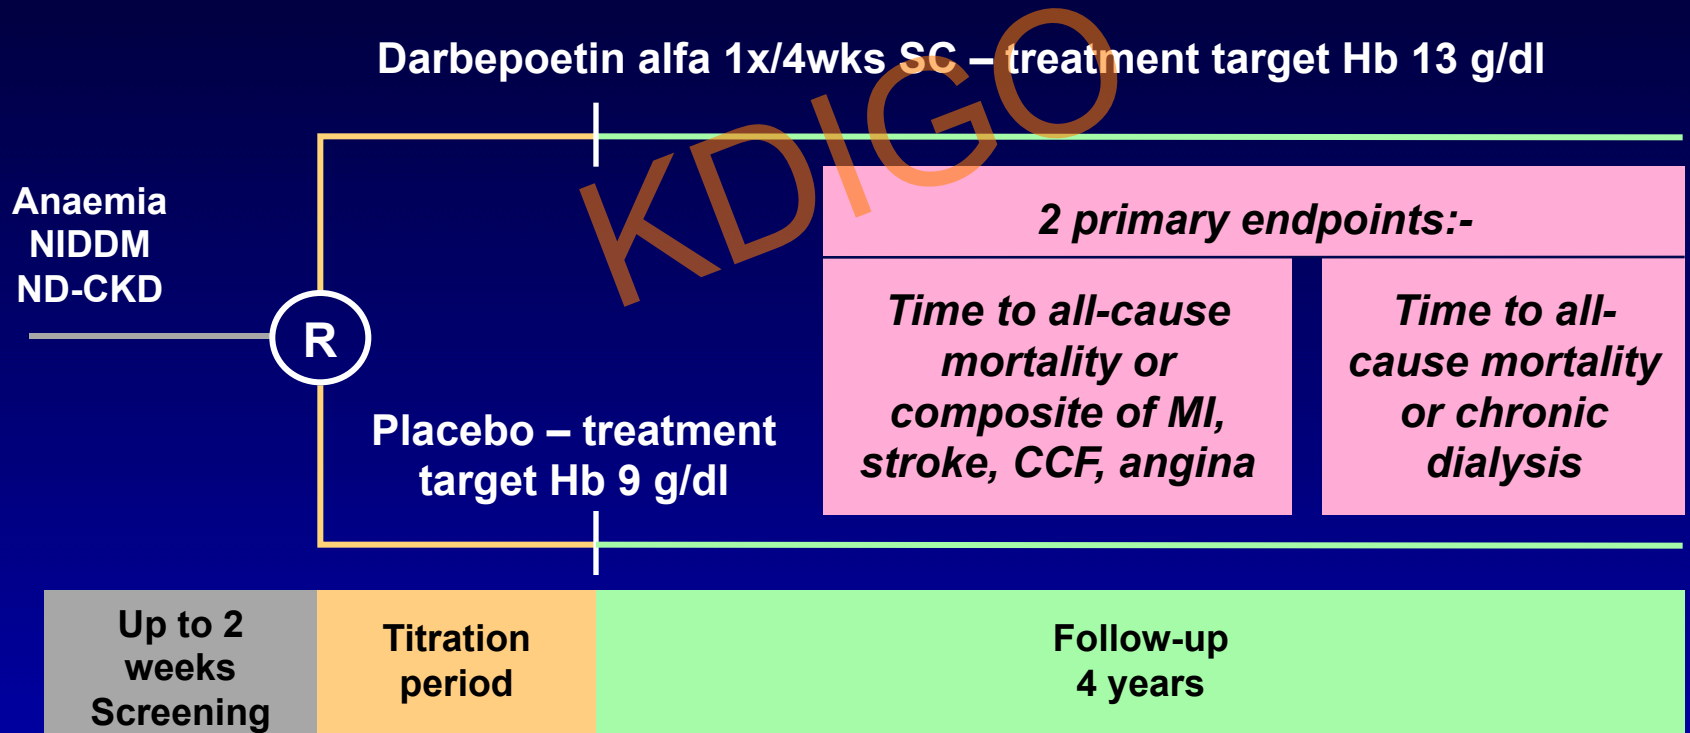 Darbepoetin alfa 1x/4wks SC – treatment target Hb 13 g/dl
KDIGO
Anaemia
NIDDM
ND-CKD
R
2 primary endpoints:-
Time to all-cause
mortality or
composite of MI,
stroke, CCF, angina
Time to all-
cause mortality
or chronic
dialysis
Placebo – treatment
target Hb 9 g/dl
Up to 2
weeks
Screening
Titration
period
Follow-up
4 years